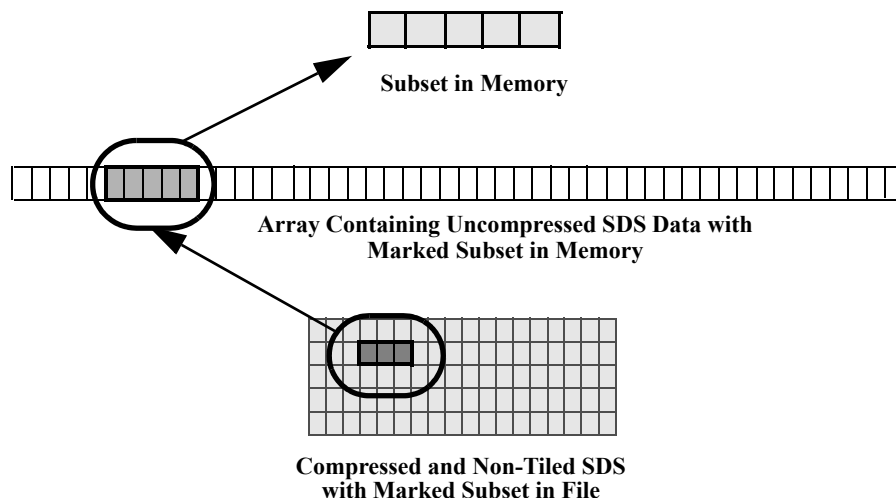 Subset in Memory
Array Containing Uncompressed SDS Data with
Marked Subset in Memory
Compressed and Non-Tiled SDS
with Marked Subset in File